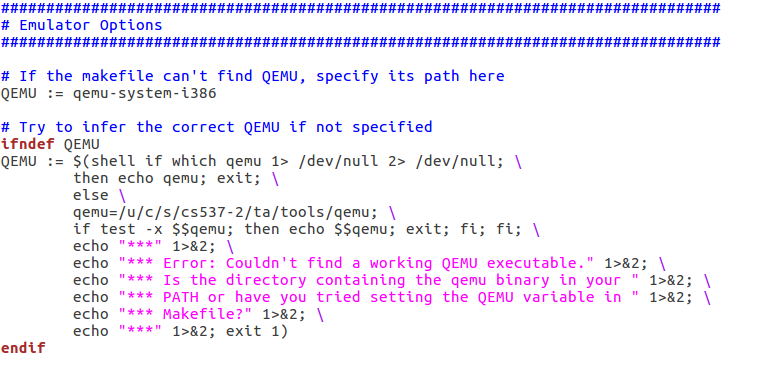 ################################################################################
# Emulator Options
################################################################################
# If the makefile can't find QEMU, specify its path here
QEMU := qemu-system-i386
# Try to infer the correct QEMU if not specified
ifndef QEMU
QEMU := $(shell if which qemu 1> /dev/null 2> /dev/null; \
        then echo qemu; exit; \
        else \
        qemu=/u/c/s/cs537-2/ta/tools/qemu; \
        if test -x $$qemu; then echo $$qemu; exit; fi; fi; \
        echo "***" 1>&2; \
        echo "*** Error: Couldn't find a working QEMU executable." 1>&2; \
        echo "*** Is the directory containing the qemu binary in your " 1>&2; \
        echo "*** PATH or have you tried setting the QEMU variable in " 1>&2; \
        echo "*** Makefile?" 1>&2; \
        echo "***" 1>&2; exit 1)
endif